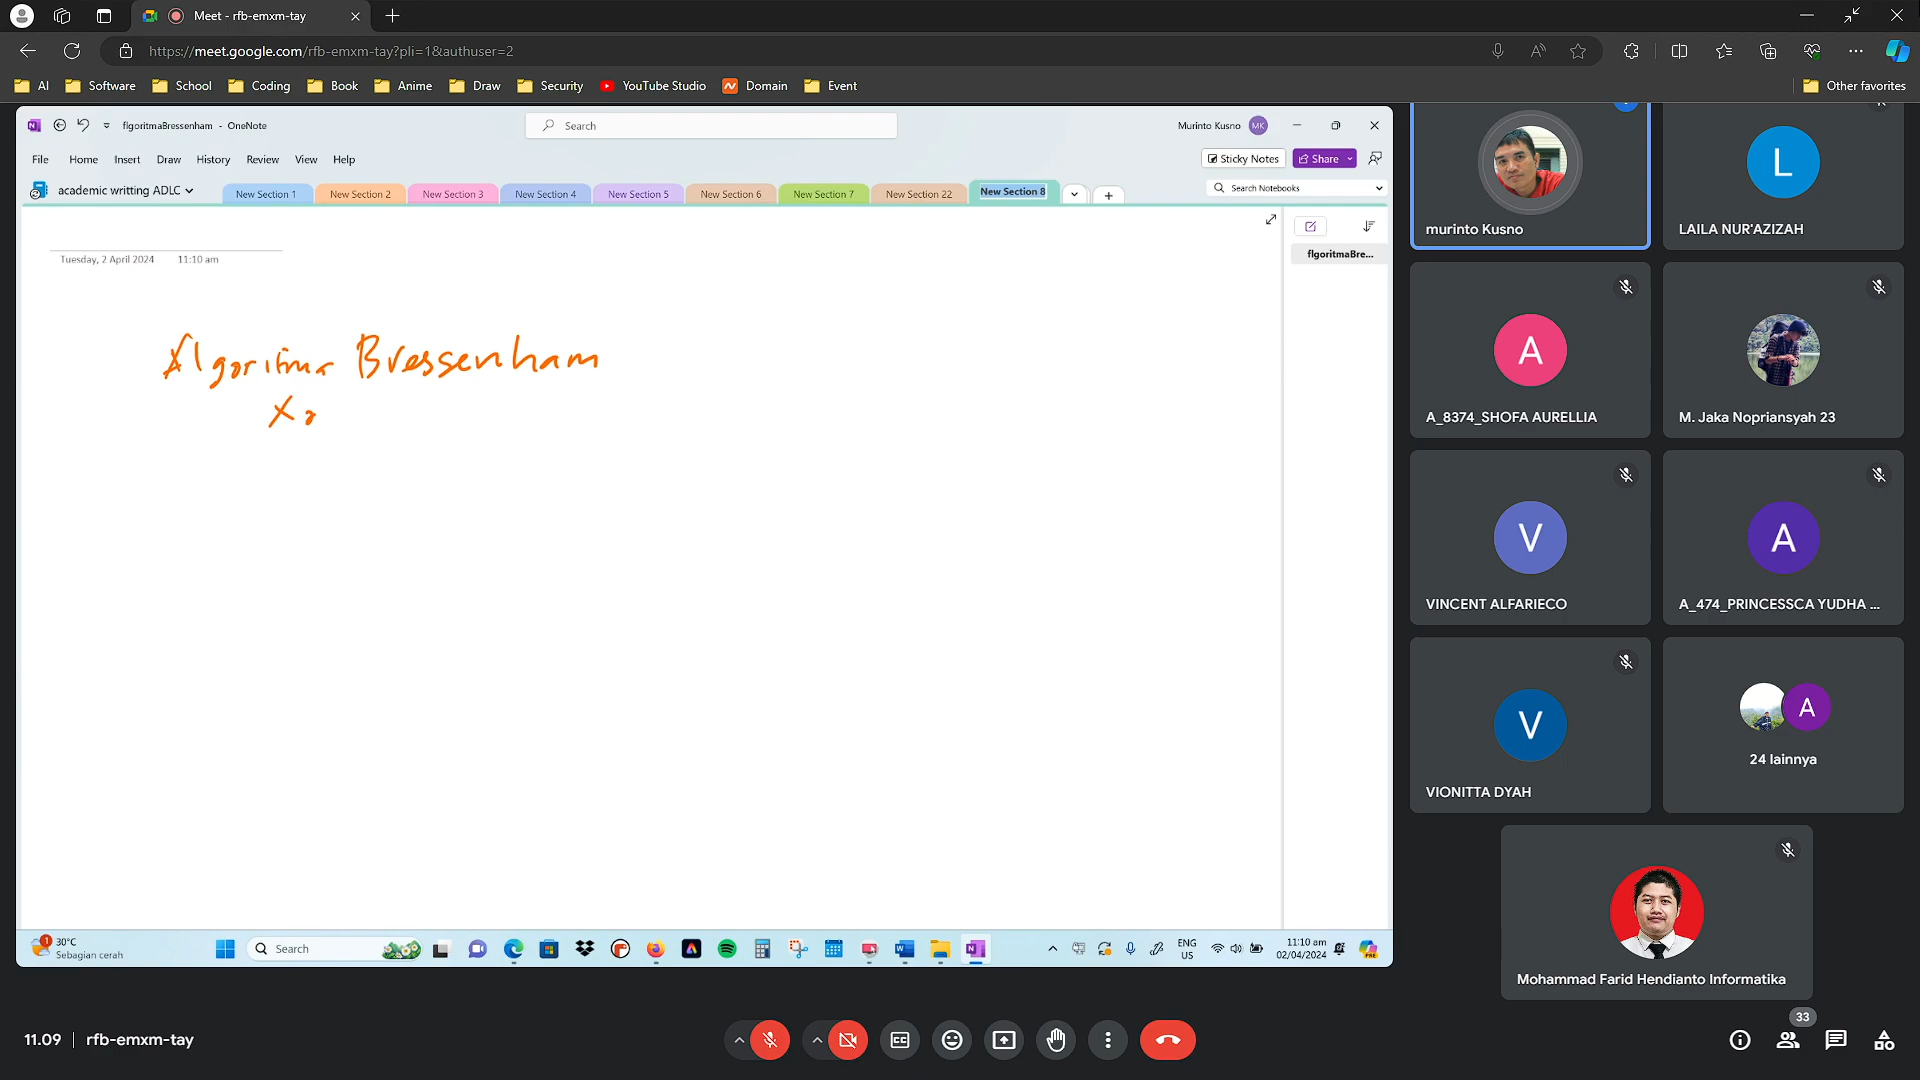 Meet - rfb-emxm-tay
https://meet.google.com/rfb-emxm-tay?pli=1&authuser=2
AI Software School Coding Book Anime Draw Security YouTube Studio Domain Event Other favorites
flgoritmaBressenham - OneNote Search Murinto Kusno MK
File Home Insert Draw History Review View Help Sticky Notes Share
academic writting ADLC New Section 1 New Section 2 New Section 3 New Section 4 New Section 5 New Section 6 New Section 7 New Section 22 New Section 8 Search Notebooks
flgoritmaBre...
Tuesday, 2 April 2024 11:10 am
Algoritma Bressenham
murinto Kusno
L
LAILA NUR'AZIZAH
A
A_8374_SHOFA AURELLIA
M. Jaka Nopriansyah 23
V
VINCENT ALFARIECO
A
A_474_PRINCESSCA YUDHA ...
V
VIONITTA DYAH
A
24 lainnya
Mohammad Farid Hendianto Informatika
1
30°C
Sebagian cerah
Search
ENG
US
11:10 am
02/04/2024
11.09 rfb-emxm-tay
33